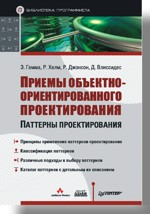 БИБЛИОТЕКА ПРОГРАММИСТА
Э. Гамма, Р. Хелм, Р. Джонсон, Д. Влиссидес
ПРИЕМЫ ОБЪЕКТНО-
ОРИЕНТИРОВАННОГО
ПРОЕКТИРОВАНИЯ
ПАТТЕРНЫ ПРОЕКТИРОВАНИЯ
Принципы применения паттернов проектирования
Классификация паттернов
Различные подходы к выбору паттернов
Каталог паттернов с детальным их описанием
ПИТЕР